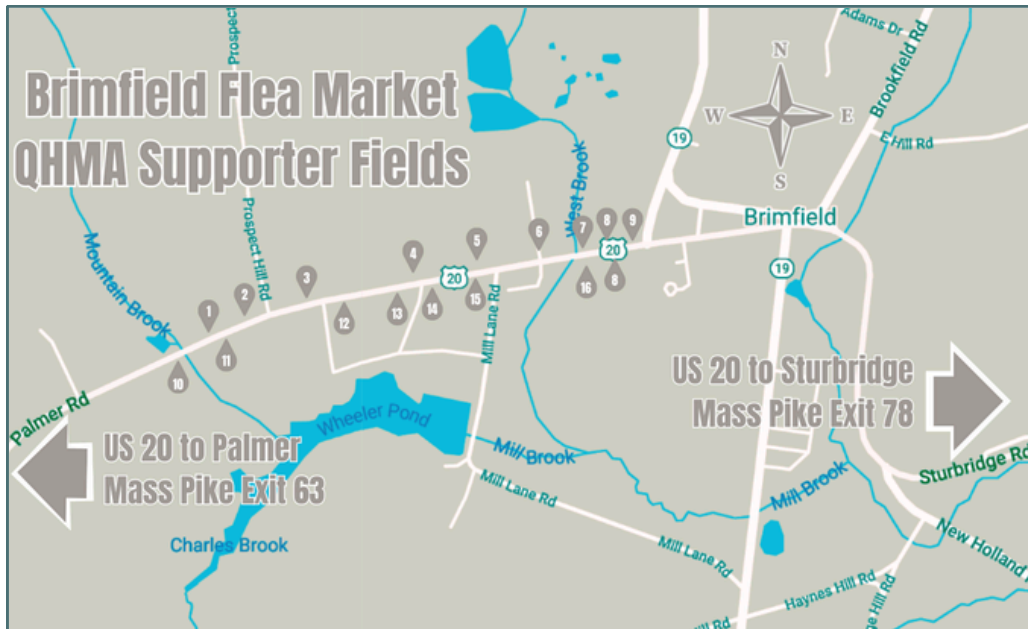 Brimfield Flea Market
QHMA Supporter Fields
Prospect
Prospect Hill Rd
Adams Dr
Brookfield Rd
E Hill Rd
N
W
E
S
19
Brimfield
19
West Brook
Mountain Brook
1
2
3
4
5
6
7
8
9
20
20
10
11
12
13
14
15
16
8
Mill Lane Rd
Palmer Rd
US 20 to Palmer
Mass Pike Exit 63
US 20 to Sturbridge
Mass Pike Exit 78
Wheeler Pond
Mill Brook
Mill Brook
Mill Lane Rd
Mill Lane Rd
Charles Brook
Sturbridge Rd
New Holland
Haynes Hill Rd
Hill Rd
Hill Rd